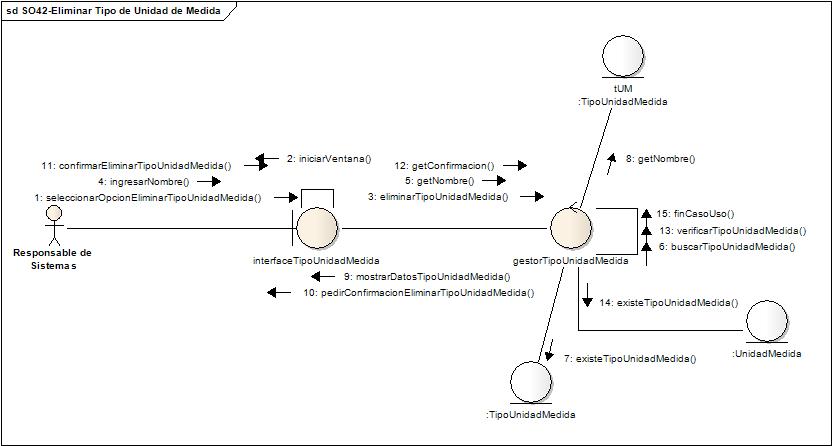 sd SO42-Eliminar Tipo de Unidad de Medida
tUM
:TipoUnidadMedida
8: getNombre()
11: confirmarEliminarTipoUnidadMedida()
2: iniciarVentana()
12: getConfirmacion()
4: ingresarNombre()
5: getNombre()
1: seleccionarOpcionEliminarTipoUnidadMedida()
3: eliminarTipoUnidadMedida()
15: finCasoUso()
13: verificarTipoUnidadMedida()
6: buscarTipoUnidadMedida()
Responsable de
Sistemas
interfaceTipoUnidadMedida
gestorTipoUnidadMedida
9: mostrarDatosTipoUnidadMedida()
10: pedirConfirmacionEliminarTipoUnidadMedida()
14: existeTipoUnidadMedida()
:UnidadMedida
7: existeTipoUnidadMedida()
:TipoUnidadMedida